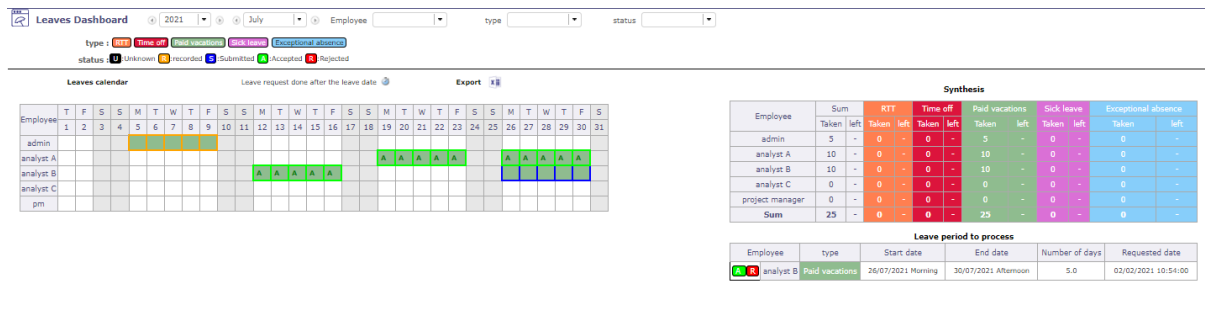 Leaves Dashboard 2021 July Employee type status
type : RTT Time off Paid vacations Sick leave Exceptional absence
status : U :Unknown R :recorded S :Submitted A :Accepted R :Rejected
Leaves calendar Leave request done after the leave date Export
Employee T F S S M T W T F S S M T W T F S S M T W T F S S M T W T F S
1 2 3 4 5 6 7 8 9 10 11 12 13 14 15 16 17 18 19 20 21 22 23 24 25 26 27 28 29 30 31
admin
analyst A A A A A A A A A A A
analyst B A A A A A
analyst C
pm
Synthesis
Employee Sum RTT Time off Paid vacations Sick leave Exceptional absence
Taken left Taken left Taken left Taken left Taken left Taken left
admin 5 - 0 - 0 - 5 - 0 - 0 -
analyst A 10 - 0 - 0 - 10 - 0 - 0 -
analyst B 10 - 0 - 0 - 10 - 0 - 0 -
analyst C 0 - 0 - 0 - 0 - 0 - 0 -
project manager 0 - 0 - 0 - 0 - 0 - 0 -
Sum 25 - 0 - 0 - 25 - 0 - 0 -
Leave period to process
Employee type Start date End date Number of days Requested date
A R analyst B Paid vacations 26/07/2021 Morning 30/07/2021 Afternoon 5.0 02/02/2021 10:54:00